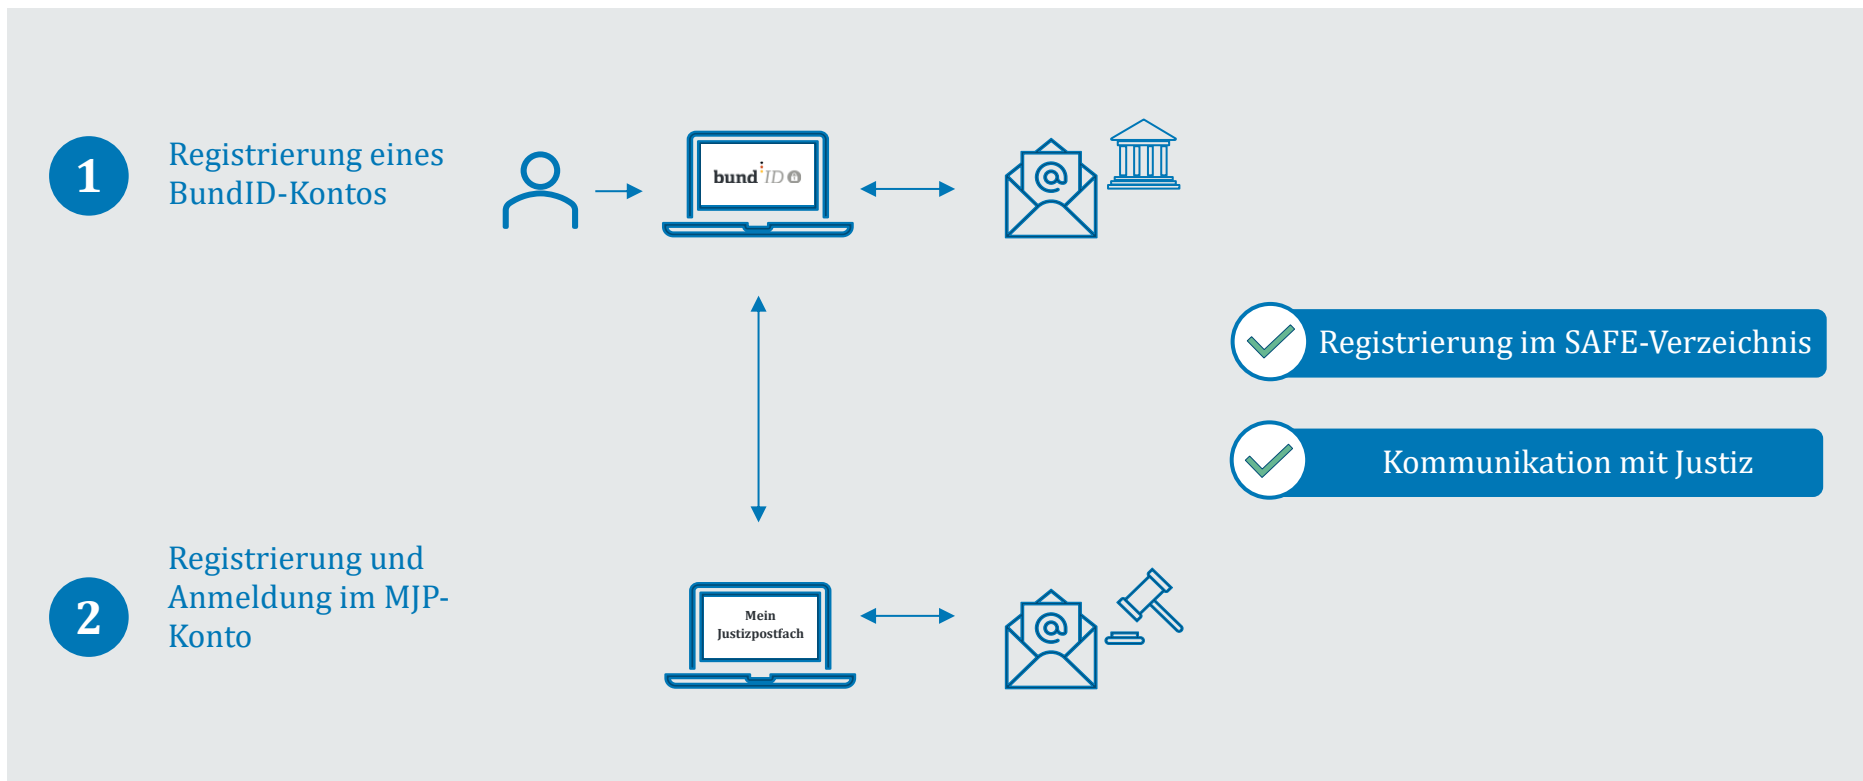 1
Registrierung eines
BundID-Kontos
bund ID
@
Registrierung im SAFE-Verzeichnis
Kommunikation mit Justiz
2
Registrierung und
Anmeldung im MJP-
Konto
Mein
Justizpostfach
@